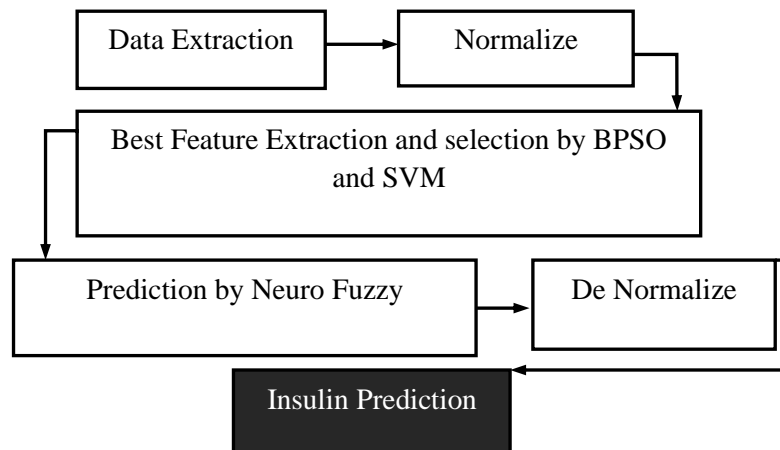 Data Extraction
Normalize
Best Feature Extraction and selection by BPSO
and SVM
Prediction by Neuro Fuzzy
De Normalize
Insulin Prediction